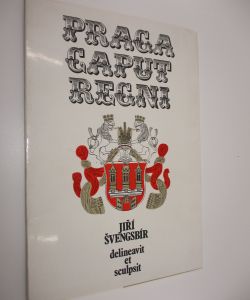 PRAGA
CAPUT
REGNI
JIŘÍ
ŠVENGSBÍR
delineavit
et
sculpsit